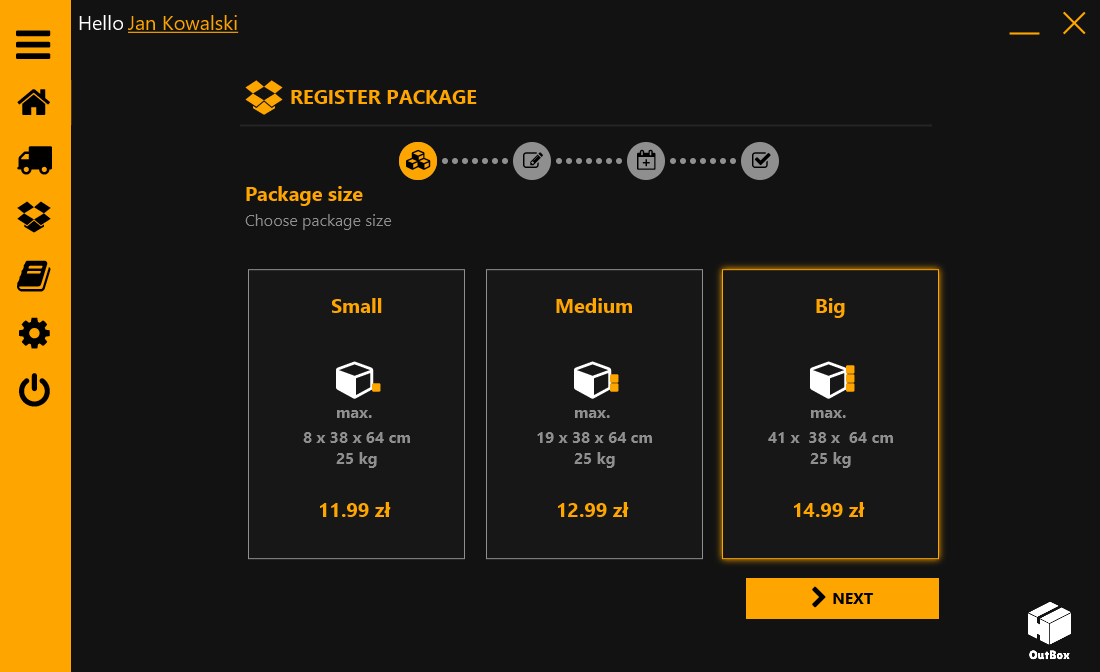 Hello Jan Kowalski
REGISTER PACKAGE
Package size
Choose package size
Small
max.
8 x 38 x 64 cm
25 kg
11.99 zł
Medium
max.
19 x 38 x 64 cm
25 kg
12.99 zł
Big
max.
41 x  38 x  64 cm
25 kg
14.99 zł
NEXT
OutBox